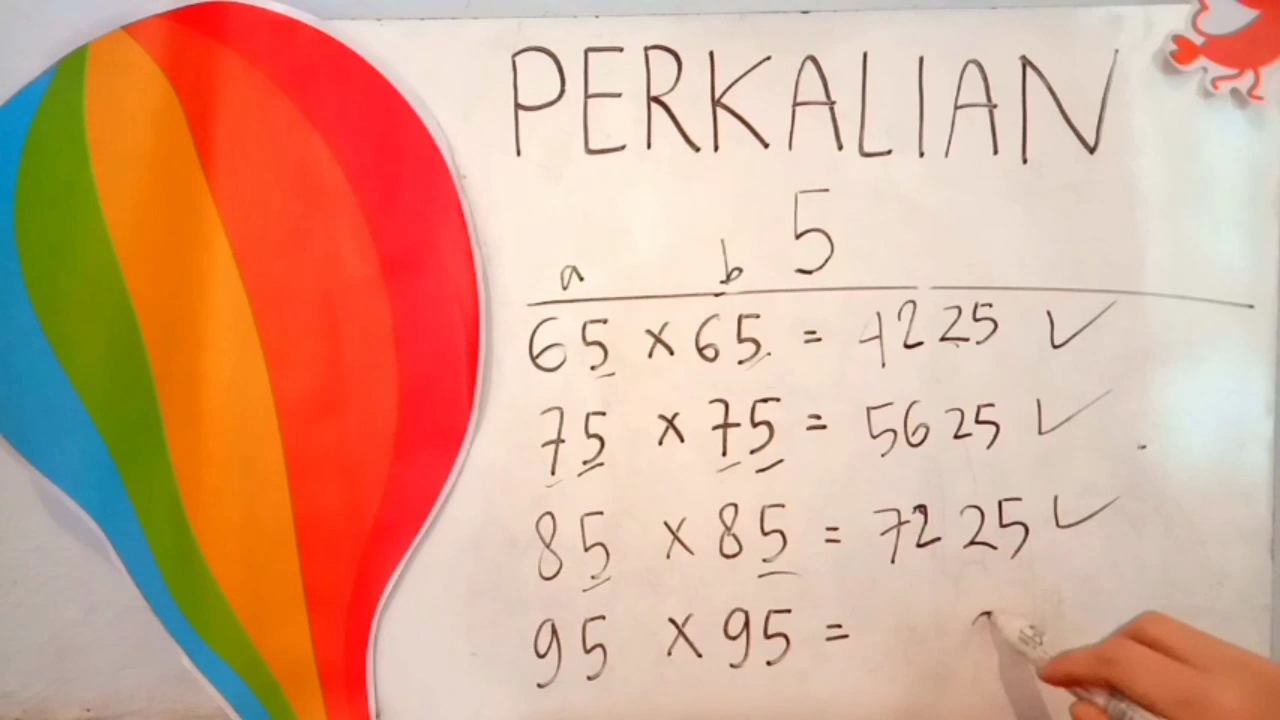 PERKALIAN
5
a b
65 × 65 = 4225 ✓
75 × 75 = 5625 ✓
85 × 85 = 7225 ✓
95 × 95 =